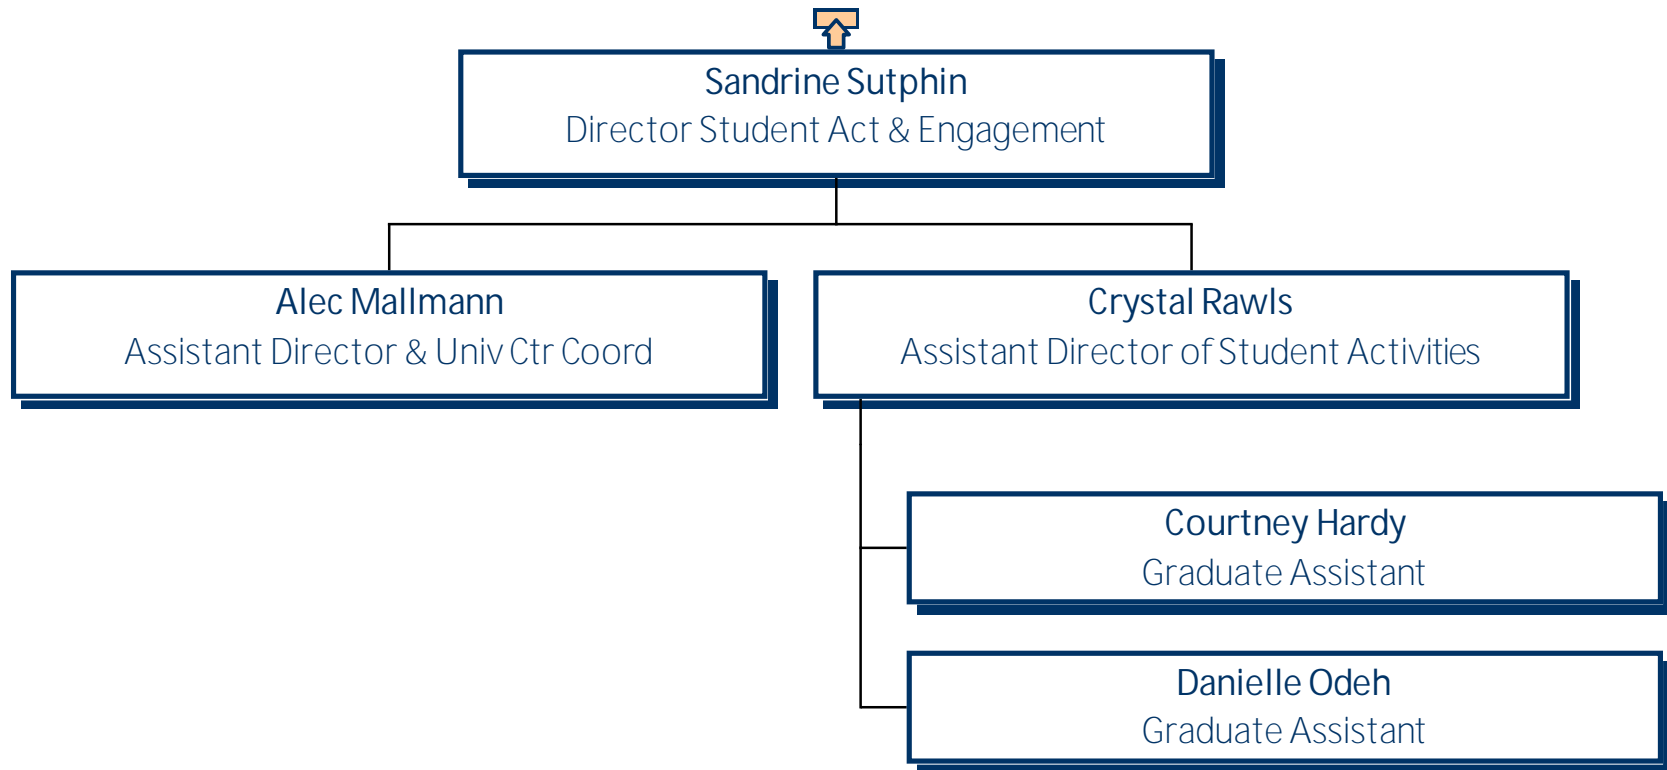 Sandrine Sutphin
Director Student Act & Engagement
Alec Mallmann
Assistant Director & Univ Ctr Coord
Crystal Rawls
Assistant Director of Student Activities
Courtney Hardy
Graduate Assistant
Danielle Odeh
Graduate Assistant